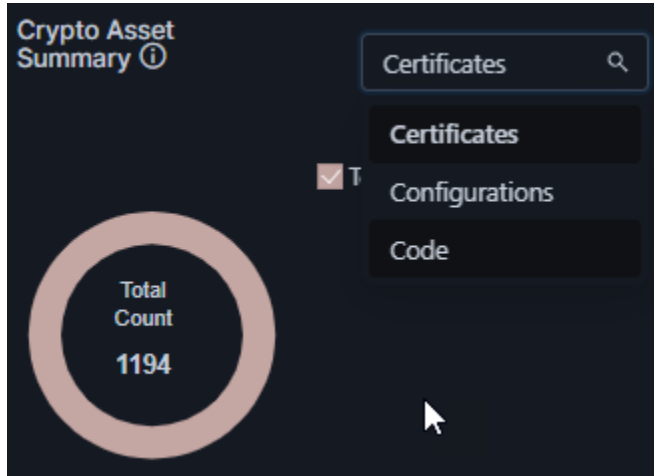 Crypto Asset
Summary
Certificates
Certificates
Configurations
Code
Total
Count
1194